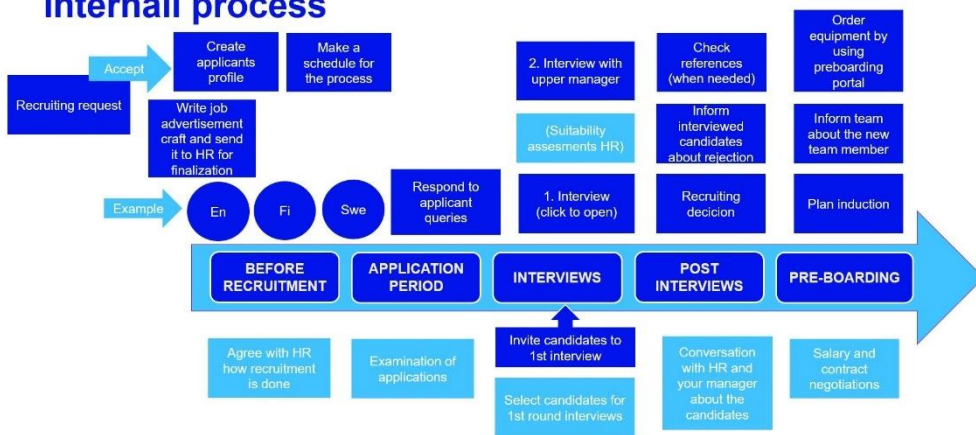 internall process
Accept
Recruiting request
Create
applicants
profile
Make a
schedule for
the process
Write job
advertisement
craft and send
it to HR for
finalization
Example
En
Fi
Swe
Respond to
applicant
queries
2. Interview with
upper manager
(Suitability
assesments HR)
1. Interview
(click to open)
Check
references
(when needed)
Inform
interviewed
candidates
about rejection
Recruiting
decicion
Order
equipment by
using
preboarding
portal
Inform team
about the new
team member
Plan induction
BEFORE
RECRUITMENT
APPLICATION
PERIOD
INTERVIEWS
POST
INTERVIEWS
PRE-BOARDING
Agree with HR
how recruitment
is done
Examination of
applications
Invite candidates to
1st interview
Select candidates for
1st round interviews
Conversation
with HR and
your manager
about the
candidates
Salary and
contract
negotiations